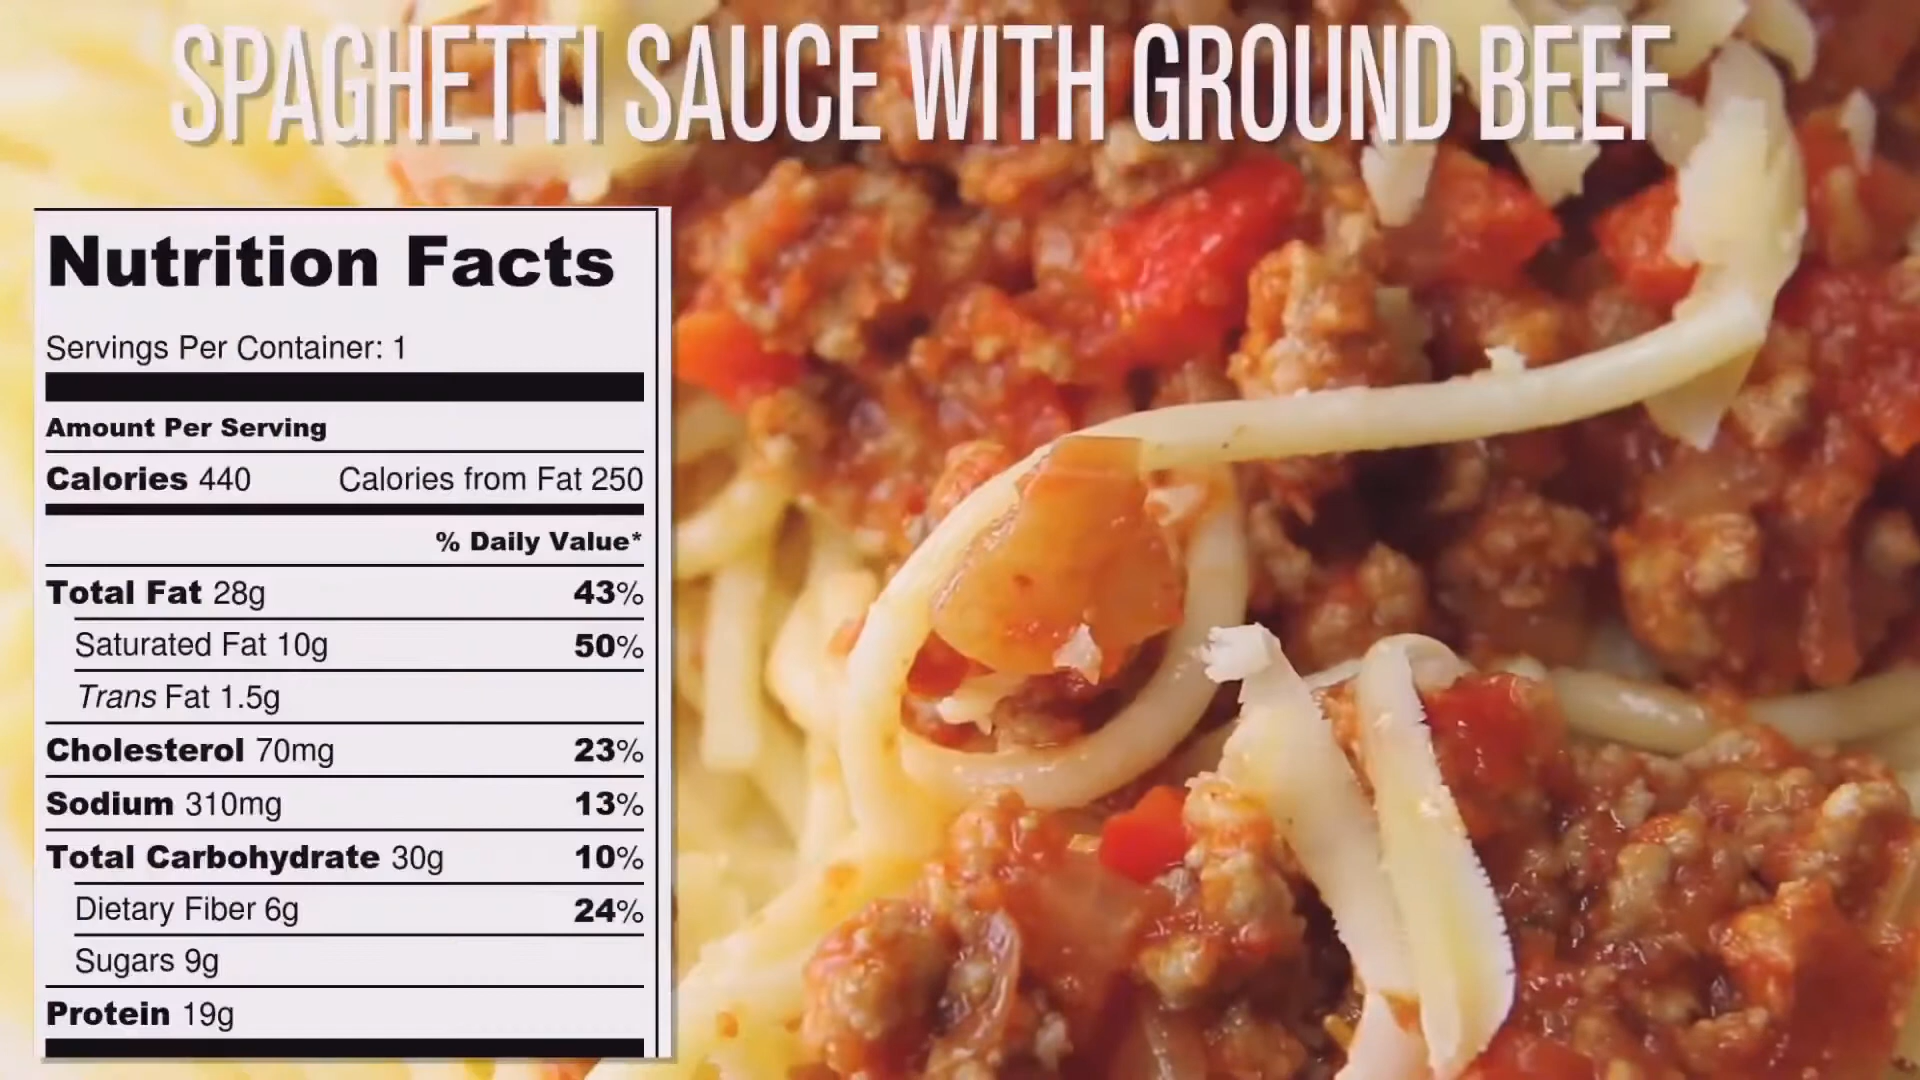 SPAGHETTI SAUCE WITH GROUND BEEF
Nutrition Facts
Servings Per Container: 1
Amount Per Serving
Calories 440 Calories from Fat 250
% Daily Value*
Total Fat 28g 43%
Saturated Fat 10g 50%
Trans Fat 1.5g
Cholesterol 70mg 23%
Sodium 310mg 13%
Total Carbohydrate 30g 10%
Dietary Fiber 6g 24%
Sugars 9g
Protein 19g